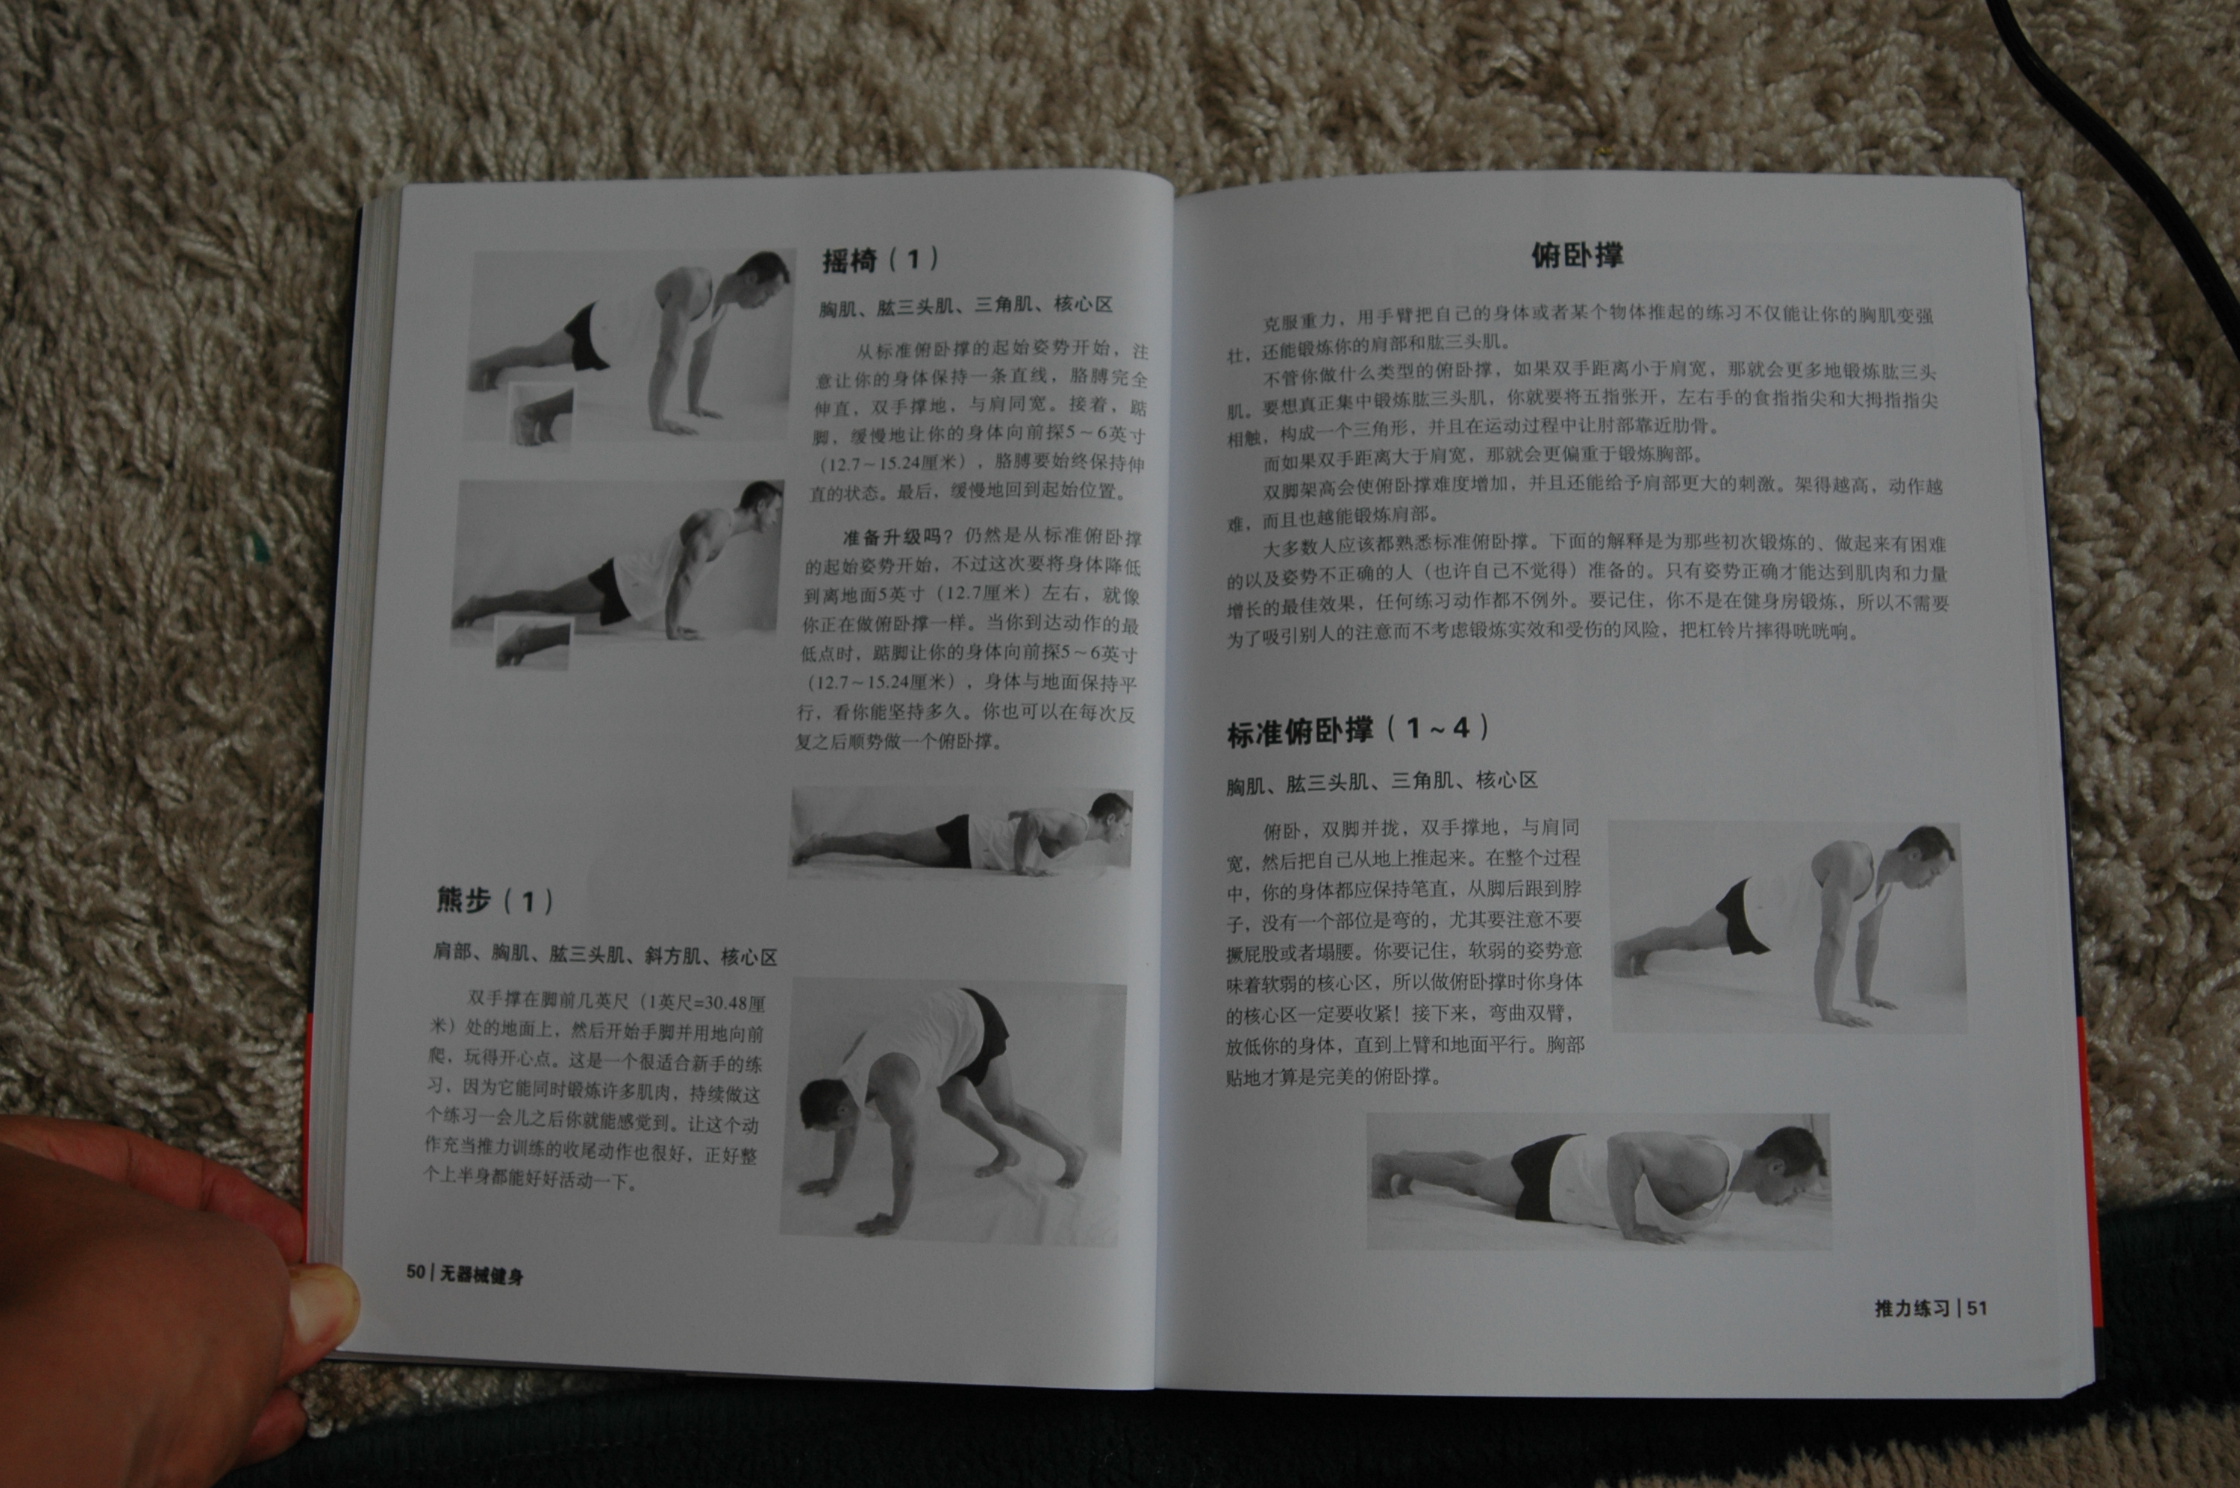 摇椅（1）
胸肌、肱三头肌、三角肌、核心区
从标准俯卧撑的起始姿势开始，注
意让你的身体保持一条直线，胳膊完全
伸直，双手撑地，与肩同宽。接着，踮
脚，缓慢地让你的身体向前探5～6英寸
（12.7～15.24厘米），胳膊要始终保持伸
直的状态。最后，缓慢地回到起始位置。
准备升级吗？仍然是从标准俯卧撑
的起始姿势开始，不过这次要将身体降低
到离地面5英寸（12.7厘米）左右，就像
你正在做俯卧撑一样。当你到达动作的最
低点时，踮脚让你的身体向前探5～6英寸
（12.7～15.24厘米），身体与地面保持平
行，看你能坚持多久。你也可以在每次反
复之后顺势做一个俯卧撑。
熊步（1）
肩部、胸肌、肱三头肌、斜方肌、核心区
双手撑在脚前几英尺（1英尺=30.48厘
米）处的地面上，然后开始手脚并用地向前
爬，玩得开心点。这是一个很适合新手的练
习，因为它能同时锻炼许多肌肉，持续做这
个练习一会儿之后你就能感觉到。让这个动
作充当推力训练的收尾动作也很好，正好整
个上半身都能好好活动一下。
50|无器械健身
俯卧撑
克服重力，用手臂把自己的身体或者某个物体推起的练习不仅能让你的胸肌变强
壮，还能锻炼你的肩部和肱三头肌。
不管你做什么类型的俯卧撑，如果双手距离小于肩宽，那就会更多地锻炼肱三头
肌。要想真正集中锻炼肱三头肌，你就要将五指张开，左右手的食指指尖和大拇指指尖
相触，构成一个三角形，并且在运动过程中让肘部靠近肋骨。
而如果双手距离大于肩宽，那就会更偏重于锻炼胸部。
双脚架高会使俯卧撑难度增加，并且还能给予肩部更大的刺激。架得越高，动作越
难，而且也越能锻炼肩部。
大多数人应该都熟悉标准俯卧撑。下面的解释是为那些初次锻炼的、做起来有困难
的以及姿势不正确的人（也许自己不觉得）准备的。只有姿势正确才能达到肌肉和力量
增长的最佳效果，任何练习动作都不例外。要记住，你不是在健身房锻炼，所以不需要
为了吸引别人的注意而不考虑锻炼实效和受伤的风险，把杠铃片摔得咣咣响。
标准俯卧撑（1～4）
胸肌、肱三头肌、三角肌、核心区
俯卧，双脚并拢，双手撑地，与肩同
宽，然后把自己从地上推起来。在整个过程
中，你的身体都应保持笔直，从脚后跟到脖
子，没有一个部位是弯的，尤其要注意不要
撅屁股或者塌腰。你要记住，软弱的姿势意
味着软弱的核心区，所以做俯卧撑时你身体
的核心区一定要收紧！接下来，弯曲双臂，
放低你的身体，直到上臂和地面平行。胸部
贴地才算是完美的俯卧撑。
推力练习|51